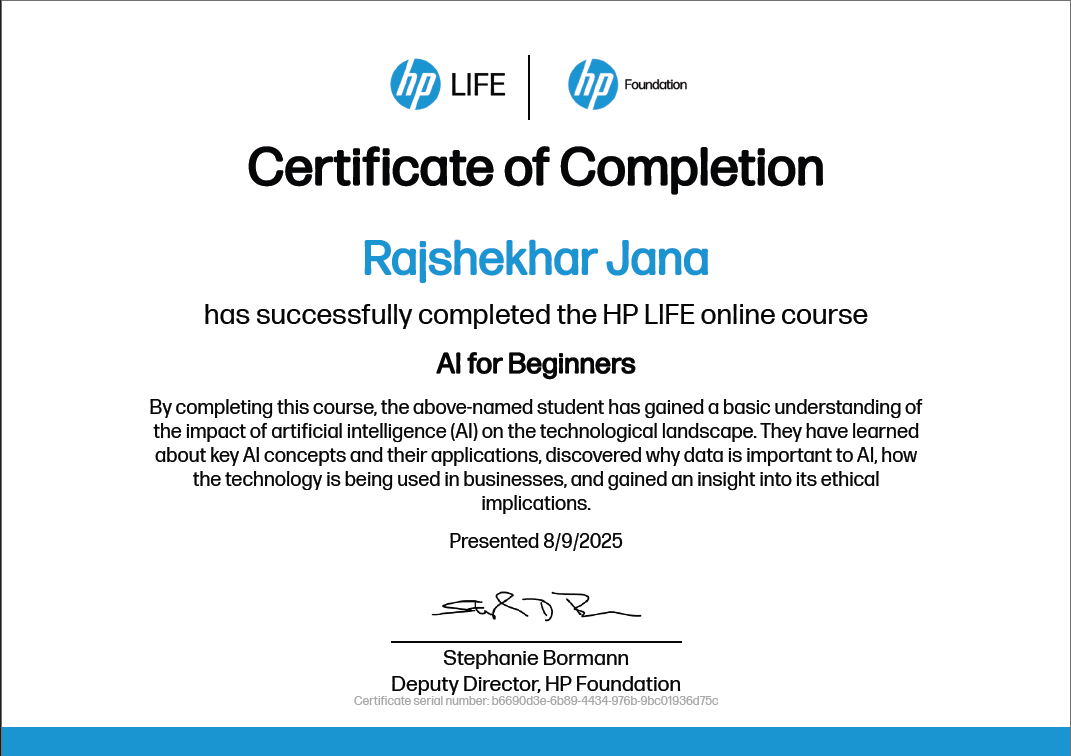 hp LIFE hp Foundation
Certificate of Completion
Rajshekhar Jana
has successfully completed the HP LIFE online course
AI for Beginners
By completing this course, the above-named student has gained a basic understanding of
the impact of artificial intelligence (AI) on the technological landscape. They have learned
about key AI concepts and their applications, discovered why data is important to AI, how
the technology is being used in businesses, and gained an insight into its ethical
implications.
Presented 8/9/2025
Stephanie Bormann
Deputy Director, HP Foundation
Certificate serial number: b6690d3e-6b89-4434-976b-9bc01936d75c